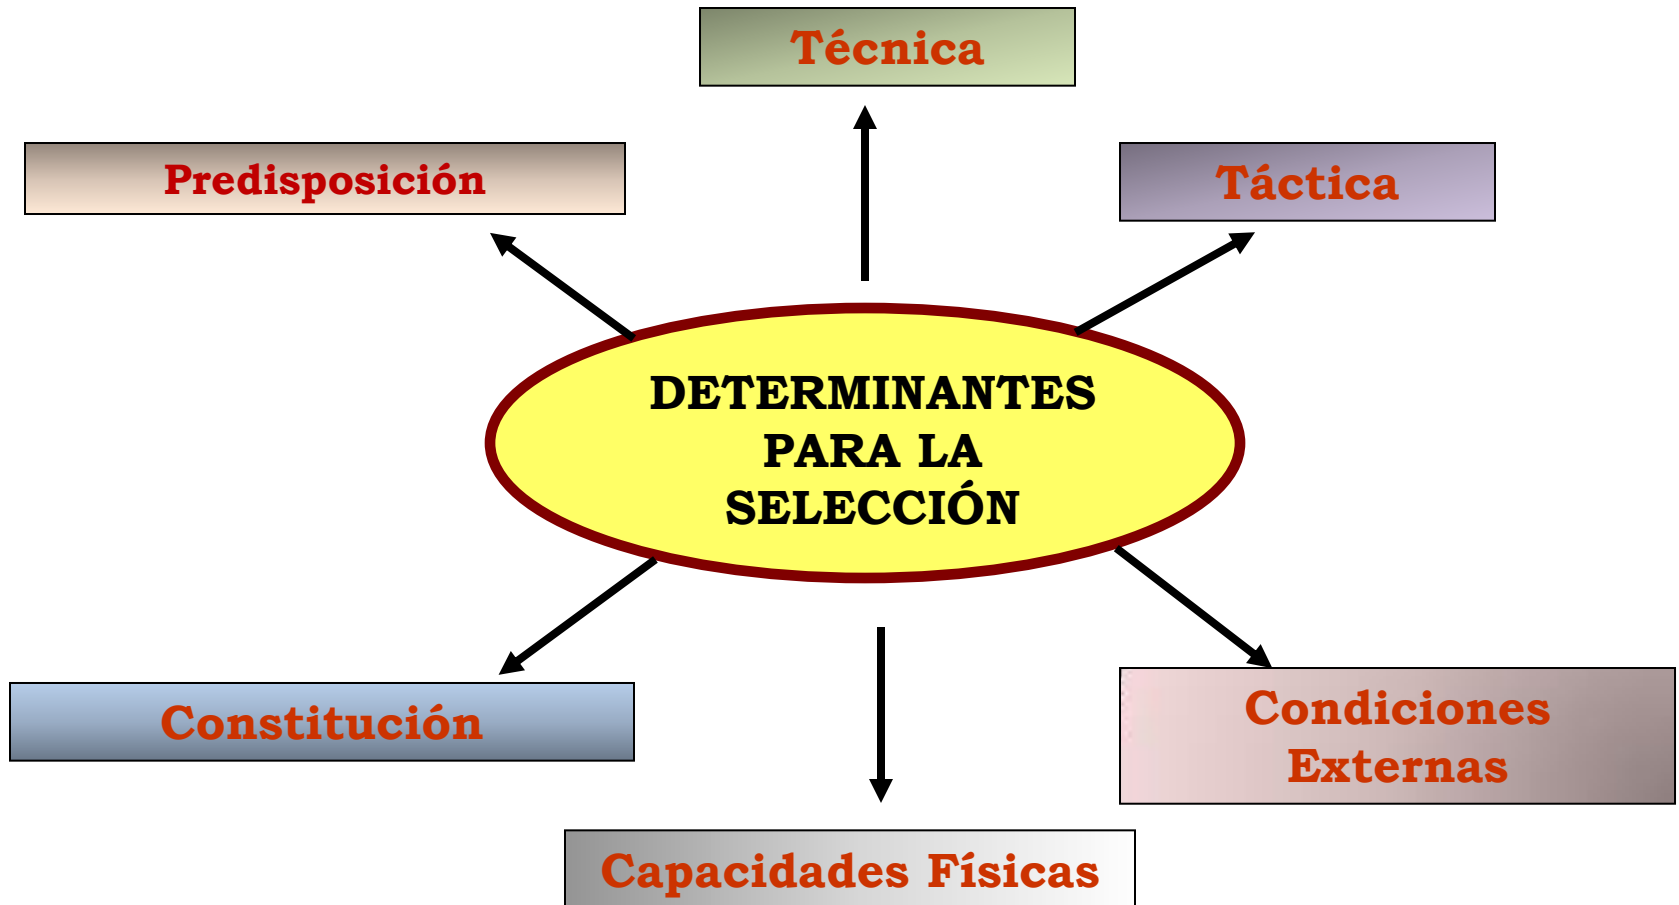 Técnica
Predisposición
Táctica
DETERMINANTES
PARA LA
SELECCIÓN
Constitución
Condiciones
Externas
Capacidades Físicas